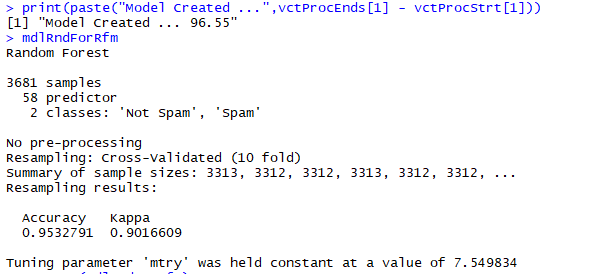 > print(paste("Model Created ...",vctProcEnds[1] - vctProcStrt[1]))
[1] "Model Created ... 96.55"
> mdlRndForRfm
Random Forest
3681 samples
58 predictor
2 classes: 'Not Spam', 'Spam'
No pre-processing
Resampling: Cross-Validated (10 fold)
Summary of sample sizes: 3313, 3312, 3312, 3313, 3312, 3312, ...
Resampling results:
Accuracy Kappa
0.9532791 0.9016609
Tuning parameter 'mtry' was held constant at a value of 7.549834